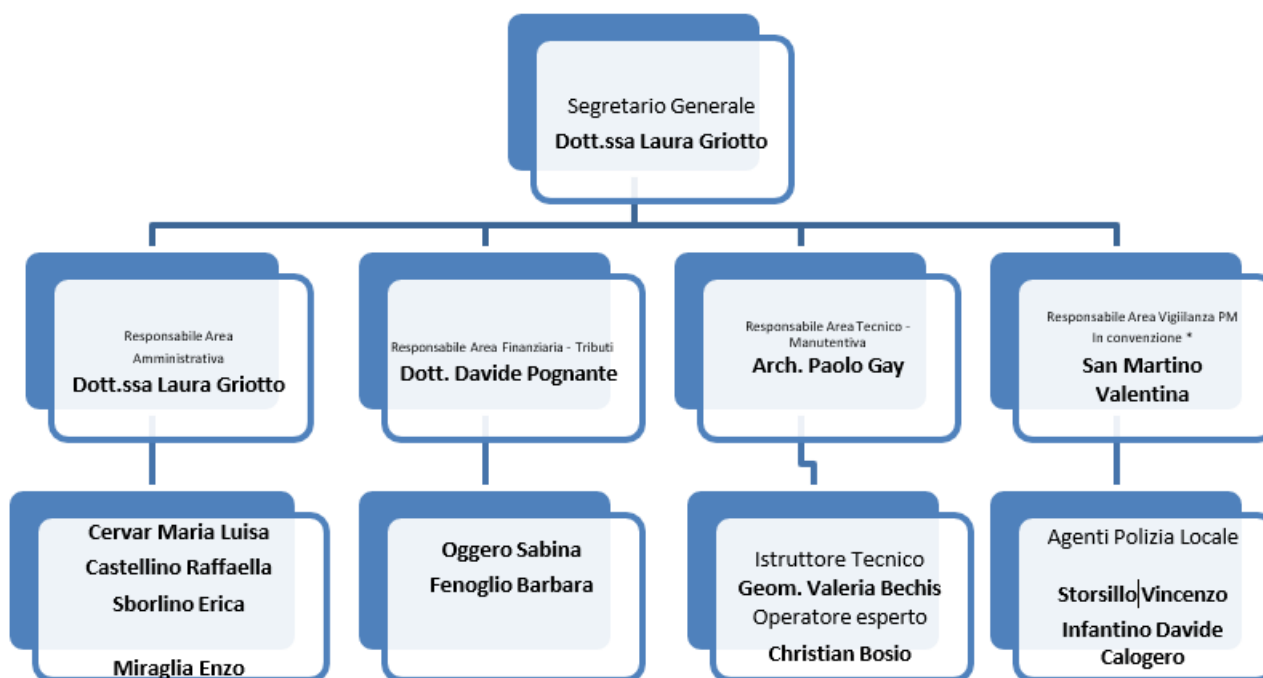 Segretario Generale
Dott.ssa Laura Griotto
Responsabile Area
Amministrativa
Dott.ssa Laura Griotto
Responsabile Area Finanziaria - Tributi
Dott. Davide Pognante
Responsabile Area Tecnico -
Manutentiva
Arch. Paolo Gay
Responsabile Area Vigiilanza PM
In convenzione *
San Martino
Valentina
Cervar Maria Luisa
Castellino Raffaella
Sborlino Erica
Miraglia Enzo
Oggero Sabina
Fenoglio Barbara
Istruttore Tecnico
Geom. Valeria Bechis
Operatore esperto
Christian Bosio
Agenti Polizia Locale
Storsillo Vincenzo
Infantino Davide
Calogero